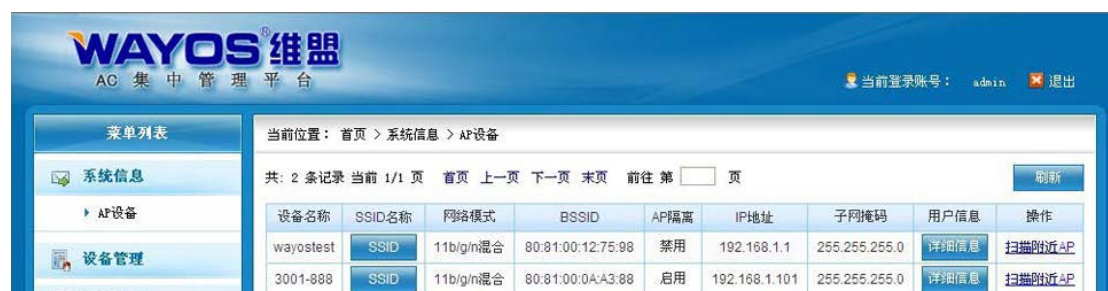 WAYOS®维盟
AC 集中管理平台
当前登录账号： admin 退出
菜单列表
系统信息
AP设备
设备管理
当前位置： 首页 > 系统信息 > AP设备
共: 2 条记录 当前 1/1 页 首页 上一页 下一页 末页 前往 第 页 刷新
设备名称 SSID名称 网络模式 BSSID AP隔离 IP地址 子网掩码 用户信息 操作
wayostest SSID 11b/g/n混合 80:81:00:12:75:98 禁用 192.168.1.1 255.255.255.0 详细信息 扫描附近AP
3001-888 SSID 11b/g/n混合 80:81:00:0A:A3:88 启用 192.168.1.101 255.255.255.0 详细信息 扫描附近AP